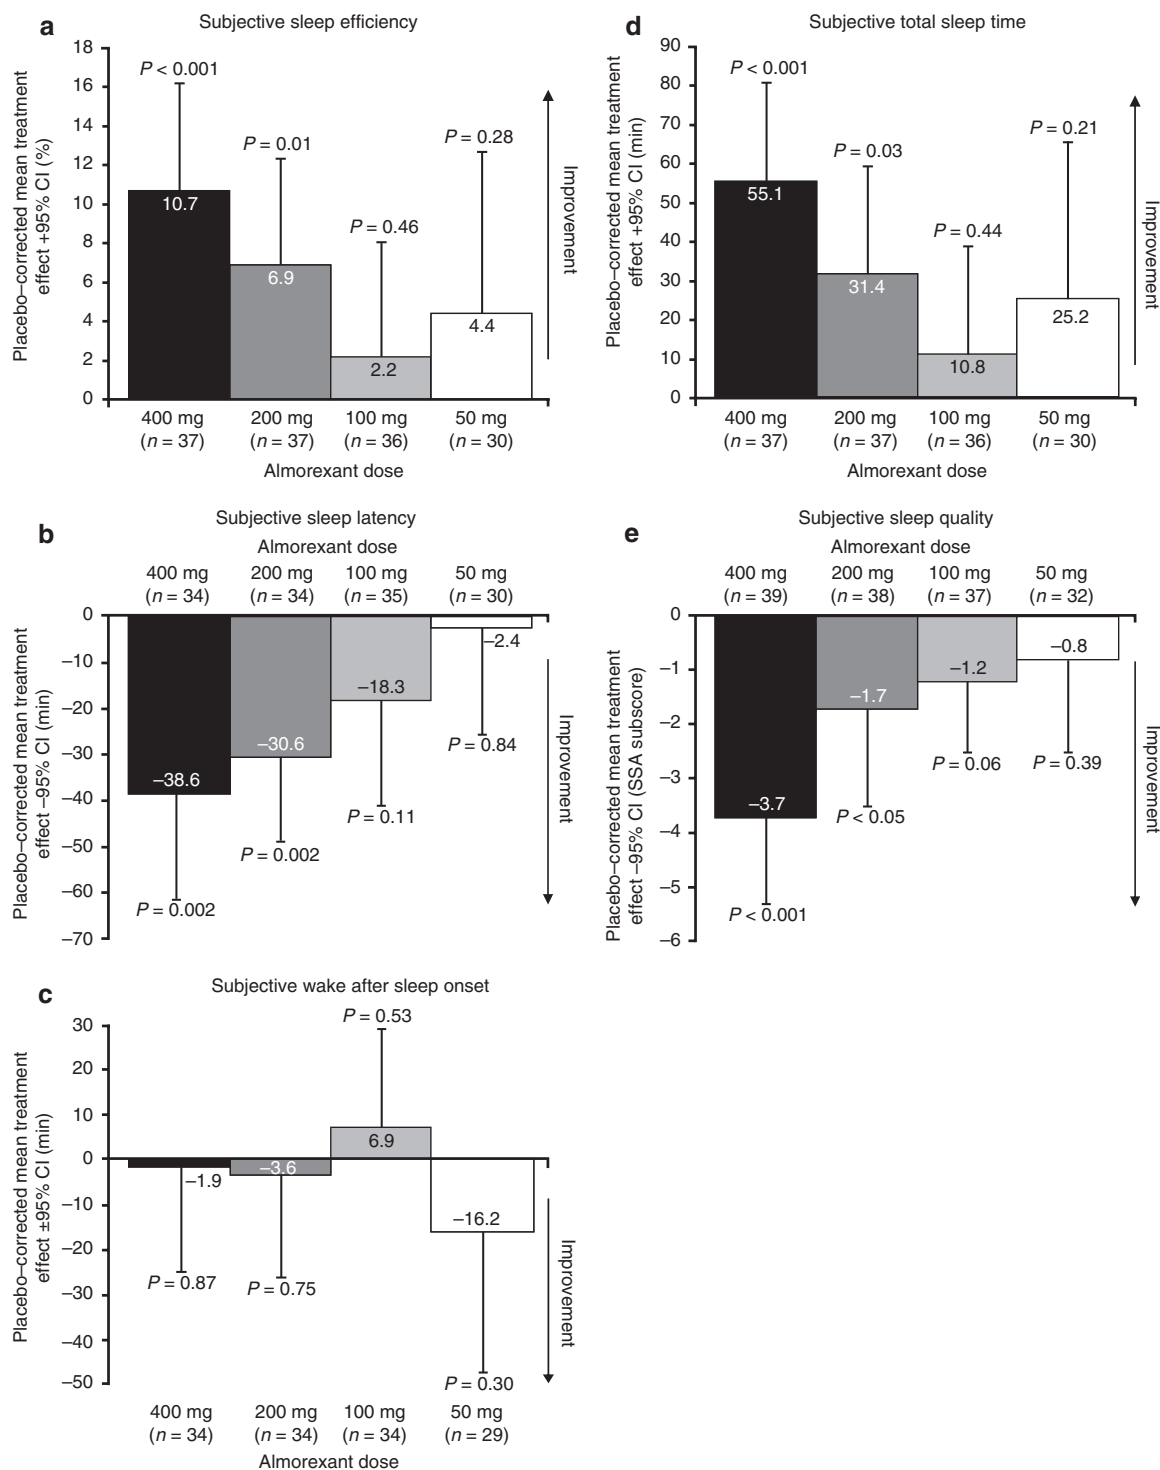 a
Subjective sleep efficiency
Placebo–corrected mean treatment
effect +95% CI (%)
18
16
14
12
10
8
6
4
2
0
P < 0.001
P = 0.01
P = 0.46
P = 0.28
10.7
6.9
2.2
4.4
Improvement
400 mg 200 mg 100 mg 50 mg
(n = 37) (n = 37) (n = 36) (n = 30)
Almorexant dose
d
Subjective total sleep time
Placebo–corrected mean treatment
effect +95% CI (min)
90
80
70
60
50
40
30
20
10
0
P < 0.001
P = 0.03
P = 0.44
P = 0.21
55.1
31.4
10.8
25.2
Improvement
400 mg 200 mg 100 mg 50 mg
(n = 37) (n = 37) (n = 36) (n = 30)
Almorexant dose
b
Subjective sleep latency
Almorexant dose
400 mg 200 mg 100 mg 50 mg
(n = 34) (n = 34) (n = 35) (n = 30)
Placebo–corrected mean treatment
effect –95% CI (min)
0
–10
–20
–30
–40
–50
–60
–70
–38.6
–30.6
–18.3
–2.4
P = 0.002
P = 0.002
P = 0.11
P = 0.84
Improvement
e
Subjective sleep quality
Almorexant dose
400 mg 200 mg 100 mg 50 mg
(n = 39) (n = 38) (n = 37) (n = 32)
Placebo–corrected mean treatment
effect –95% CI (SSA subscore)
0
–1
–2
–3
–4
–5
–6
–3.7
–1.7
–1.2
–0.8
P < 0.001
P < 0.05
P = 0.06
P = 0.39
Improvement
c
Subjective wake after sleep onset
Placebo–corrected mean treatment
effect ±95% CI (min)
30
20
10
0
–10
–20
–30
–40
–50
P = 0.53
6.9
–1.9
–3.6
–16.2
P = 0.87
P = 0.75
P = 0.30
Improvement
400 mg 200 mg 100 mg 50 mg
(n = 34) (n = 34) (n = 34) (n = 29)
Almorexant dose